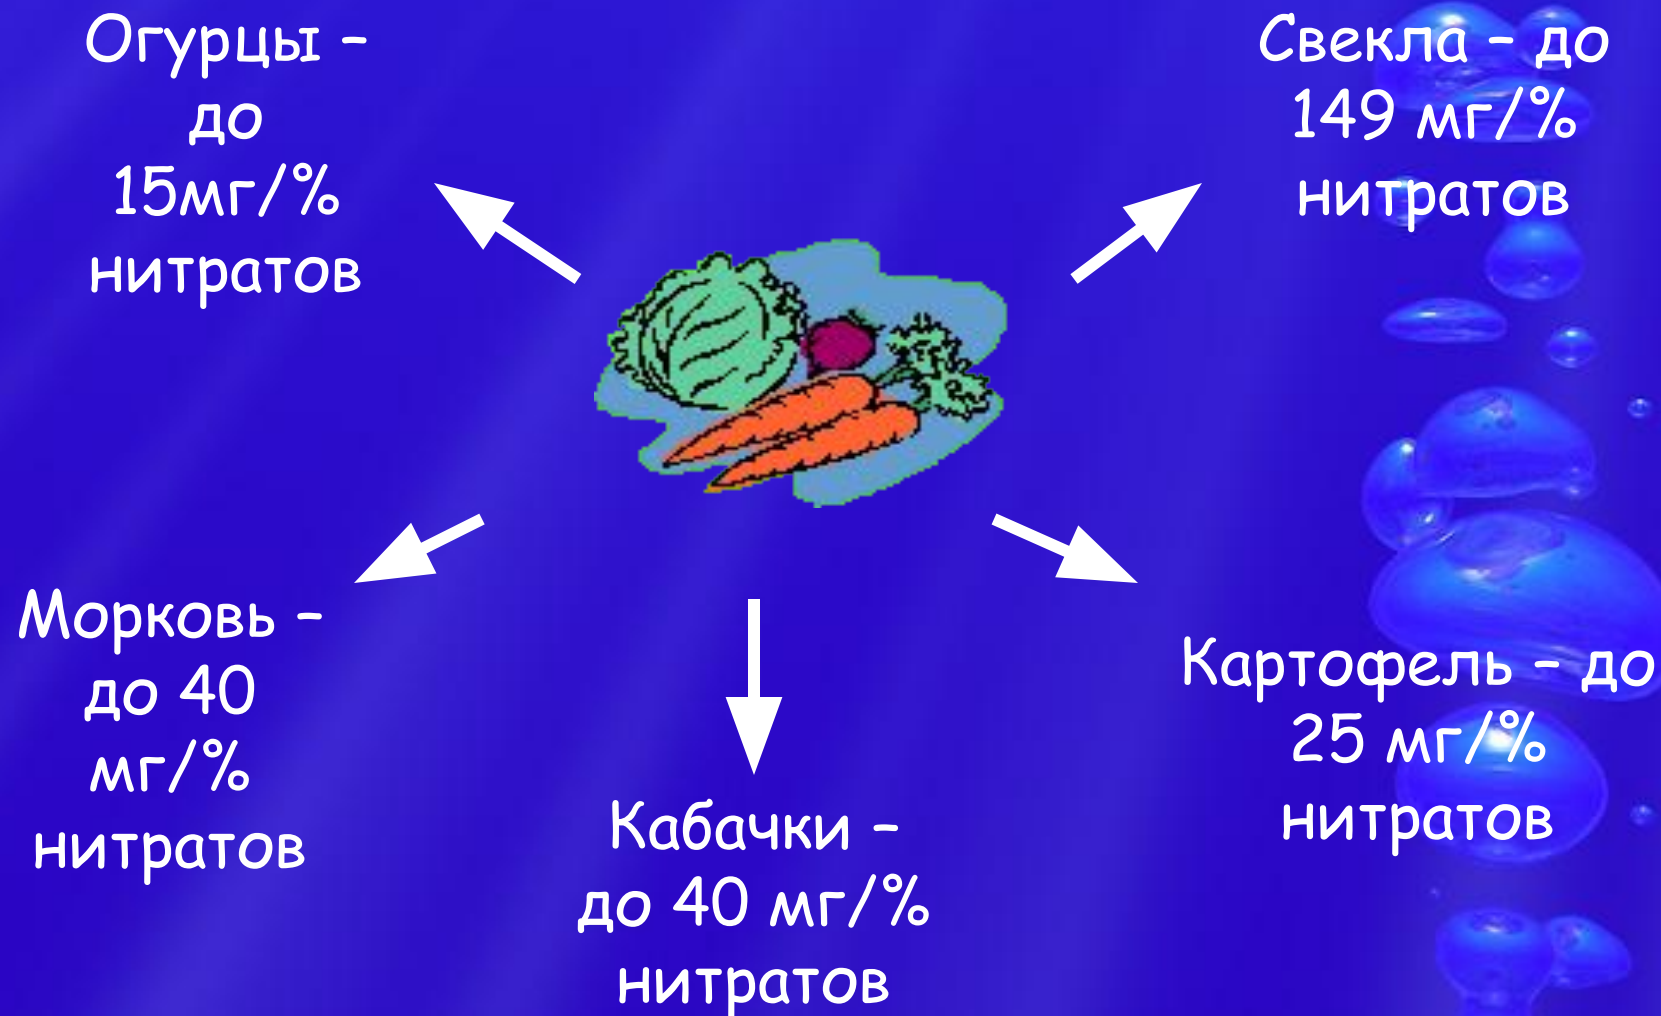 Огурцы –
до
15мг/%
нитратов
Свекла – до
149 мг/%
нитратов
Морковь –
до 40
мг/%
нитратов
Кабачки –
до 40 мг/%
нитратов
Картофель – до
25 мг/%
нитратов